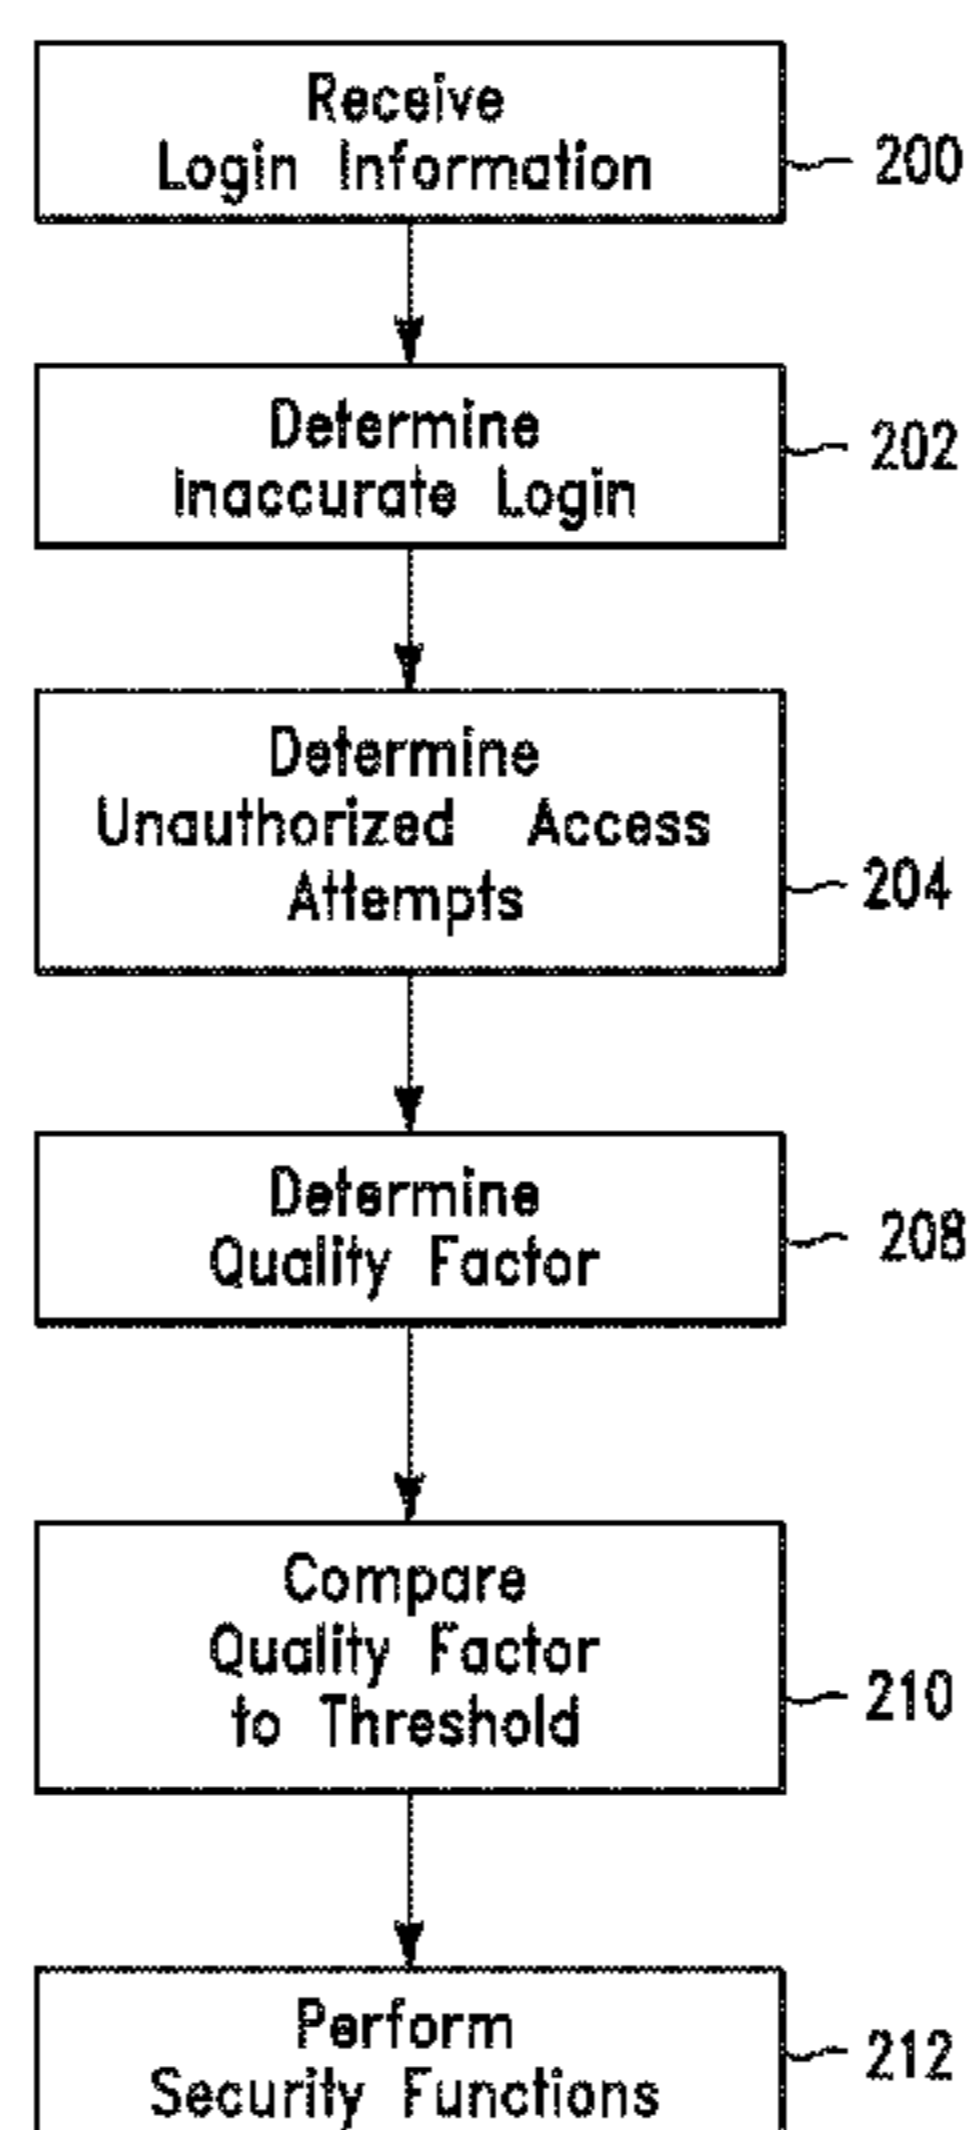 Receive
Login Information
200
Determine
Inaccurate Login
202
Determine
Unauthorized Access
Attempts
204
Determine
Quality Factor
208
Compare
Quality Factor
to Threshold
210
Perform
Security Functions
212